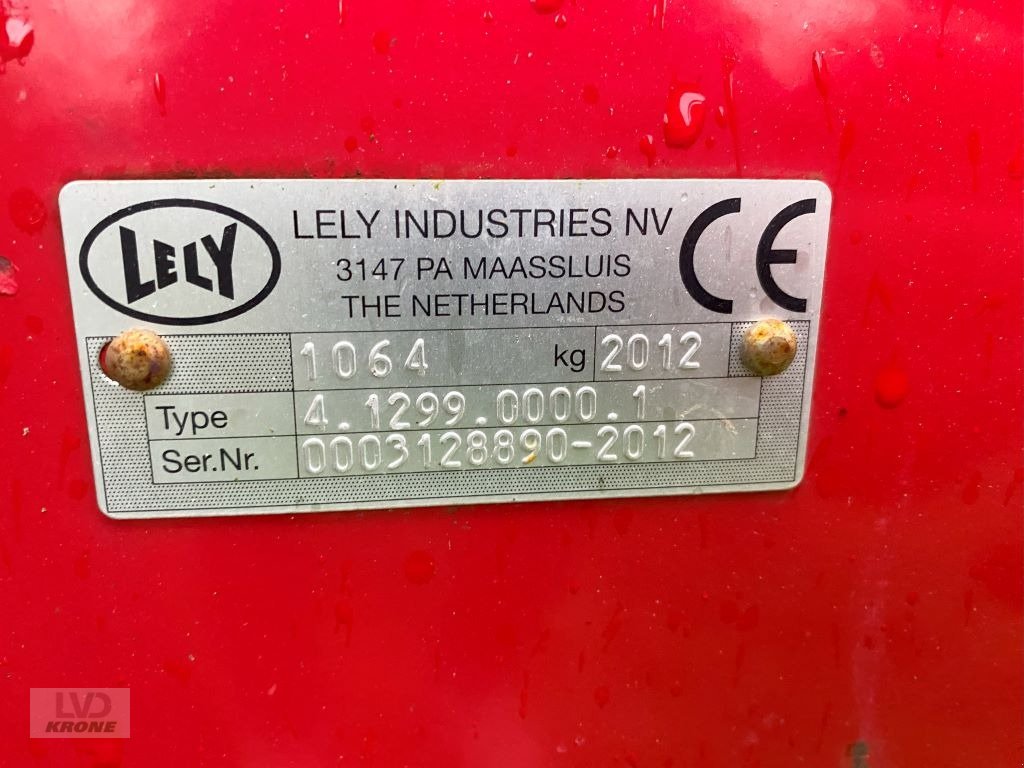 LELY
LELY INDUSTRIES NV
3147 PA MAASSLUIS
THE NETHERLANDS
CE
1064 kg 2012
Type 4.1299.0000.1
Ser.Nr. 0003128890-2012
LVD
KRONE